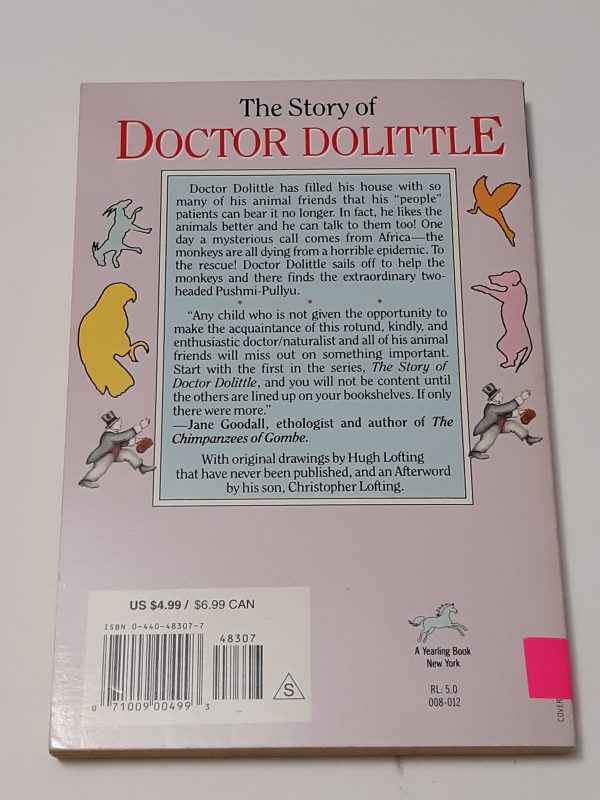 The Story of
DOCTOR DOLITTLE
Doctor Dolittle has filled his house with so
many of his animal friends that his “people”
patients can bear it no longer. In fact, he likes the
animals better and he can talk to them too! One
day a mysterious call comes from Africa—the
monkeys are all dying from a horrible epidemic. To
the rescue! Doctor Dolittle sails off to help the
monkeys and there finds the extraordinary two-
headed Pushmi-Pullyu.
* * *
“Any child who is not given the opportunity to
make the acquaintance of this rotund, kindly, and
enthusiastic doctor/naturalist and all of his animal
friends will miss out on something important.
Start with the first in the series, The Story of
Doctor Dolittle, and you will not be content until
the others are lined up on your bookshelves. If only
there were more.”
—Jane Goodall, ethologist and author of The
Chimpanzees of Gombe.
With original drawings by Hugh Lofting
that have never been published, and an Afterword
by his son, Christopher Lofting.
US $4.99 / $6.99 CAN
ISBN 0-440-48307-7
48307
0 71009 00499 3
S
A Yearling Book
New York
RL: 5.0
008-012
COVER